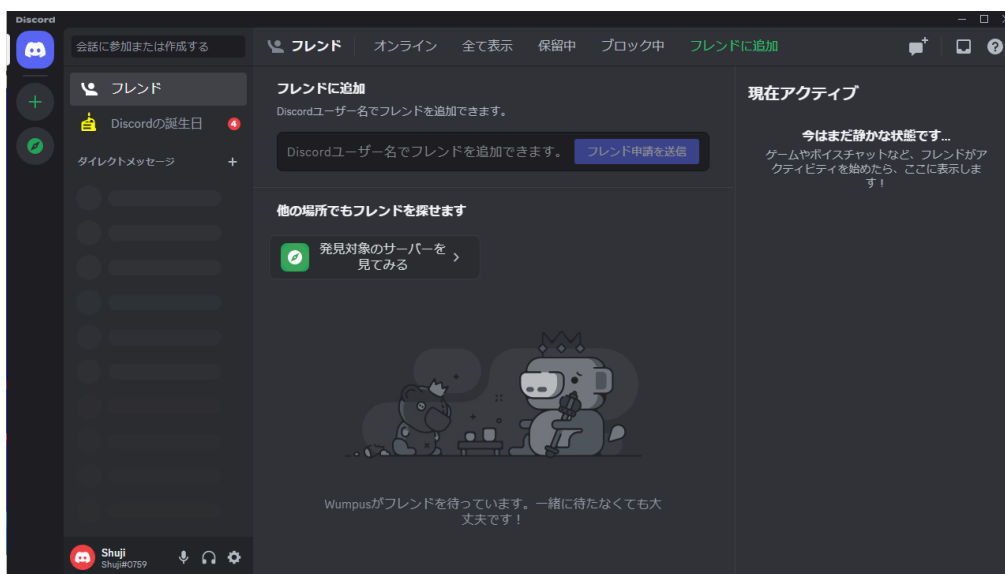 Discord
会話に参加または作成する
フレンド
オンライン
全て表示
保留中
ブロック中
フレンドに追加
フレンド
Discordの誕生日
4
ダイレクトメッセージ
フレンドに追加
Discordユーザー名でフレンドを追加できます。
Discordユーザー名でフレンドを追加できます。
フレンド申請を送信
他の場所でもフレンドを探せます
発見対象のサーバーを
見てみる
Wumpusがフレンドを待っています。一緒に待たなくても大
丈夫です！
現在アクティブ
今はまだ静かな状態です...
ゲームやボイスチャットなど、フレンドがア
クティビティを始めたら、ここに表示しま
す！
Shuji
Shuji#0759